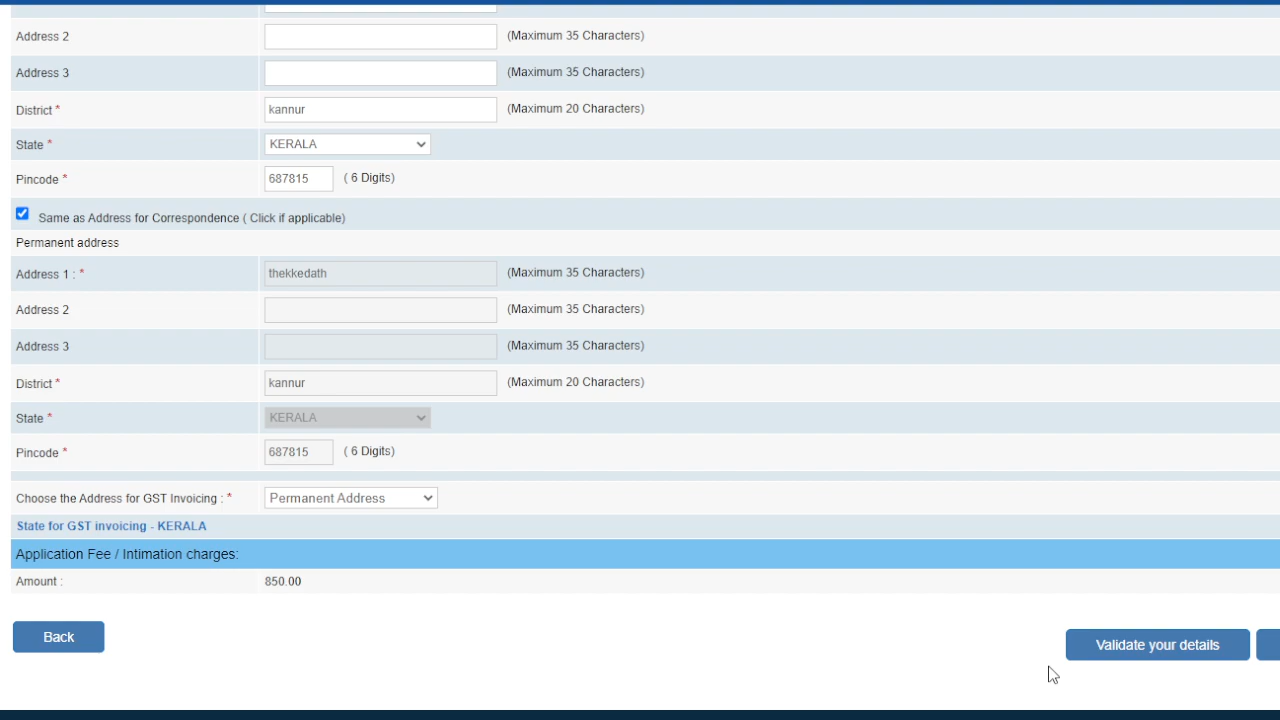 Address 2 (Maximum 35 Characters)
Address 3 (Maximum 35 Characters)
District * kannur (Maximum 20 Characters)
State * KERALA
Pincode * 687815 ( 6 Digits)
Same as Address for Correspondence ( Click if applicable)
Permanent address
Address 1 : * thekkedath (Maximum 35 Characters)
Address 2 (Maximum 35 Characters)
Address 3 (Maximum 35 Characters)
District * kannur (Maximum 20 Characters)
State * KERALA
Pincode * 687815 ( 6 Digits)
Choose the Address for GST Invoicing : * Permanent Address
State for GST invoicing - KERALA
Application Fee / Intimation charges:
Amount : 850.00
Back
Validate your details